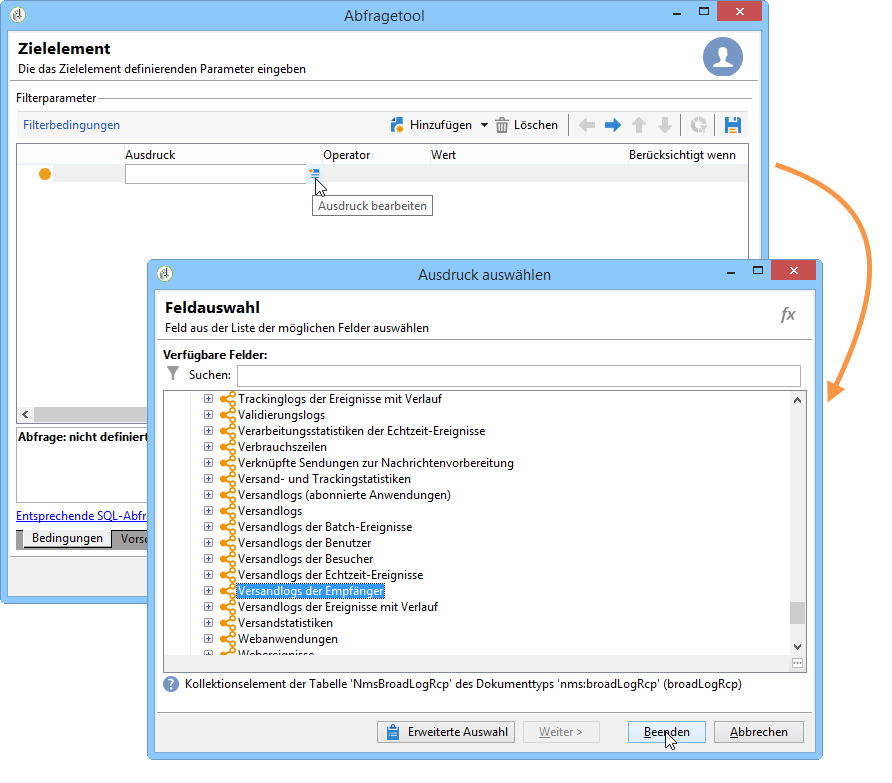 Abfragetool
Zielelement
Die das Zielelement definierenden Parameter eingeben
Filterparameter
Filterbedingungen Hinzufügen Löschen
Ausdruck Operator Wert Berücksichtigt wenn
Ausdruck bearbeiten
Abfrage: nicht definiert
Entsprechende SQL-Abfr
Bedingungen Vorsc
Ausdruck auswählen
Feldauswahl
Feld aus der Liste der möglichen Felder auswählen
fx
Verfügbare Felder:
Suchen:
Trackinglogs der Ereignisse mit Verlauf
Validierungslogs
Verarbeitungsstatistiken der Echtzeit-Ereignisse
Verbrauchszeilen
Verknüpfte Sendungen zur Nachrichtenvorbereitung
Versand- und Trackingstatistiken
Versandlogs (abonnierte Anwendungen)
Versandlogs
Versandlogs der Batch-Ereignisse
Versandlogs der Benutzer
Versandlogs der Besucher
Versandlogs der Echtzeit-Ereignisse
Versandlogs der Empfänger
Versandlogs der Ereignisse mit Verlauf
Versandstatistiken
Webanwendungen
Webereignisse
Kollektionselement der Tabelle 'NmsBroadLogRcp' des Dokumenttyps 'nms:broadLogRcp' (broadLogRcp)
Erweiterte Auswahl Weiter > Beenden Abbrechen